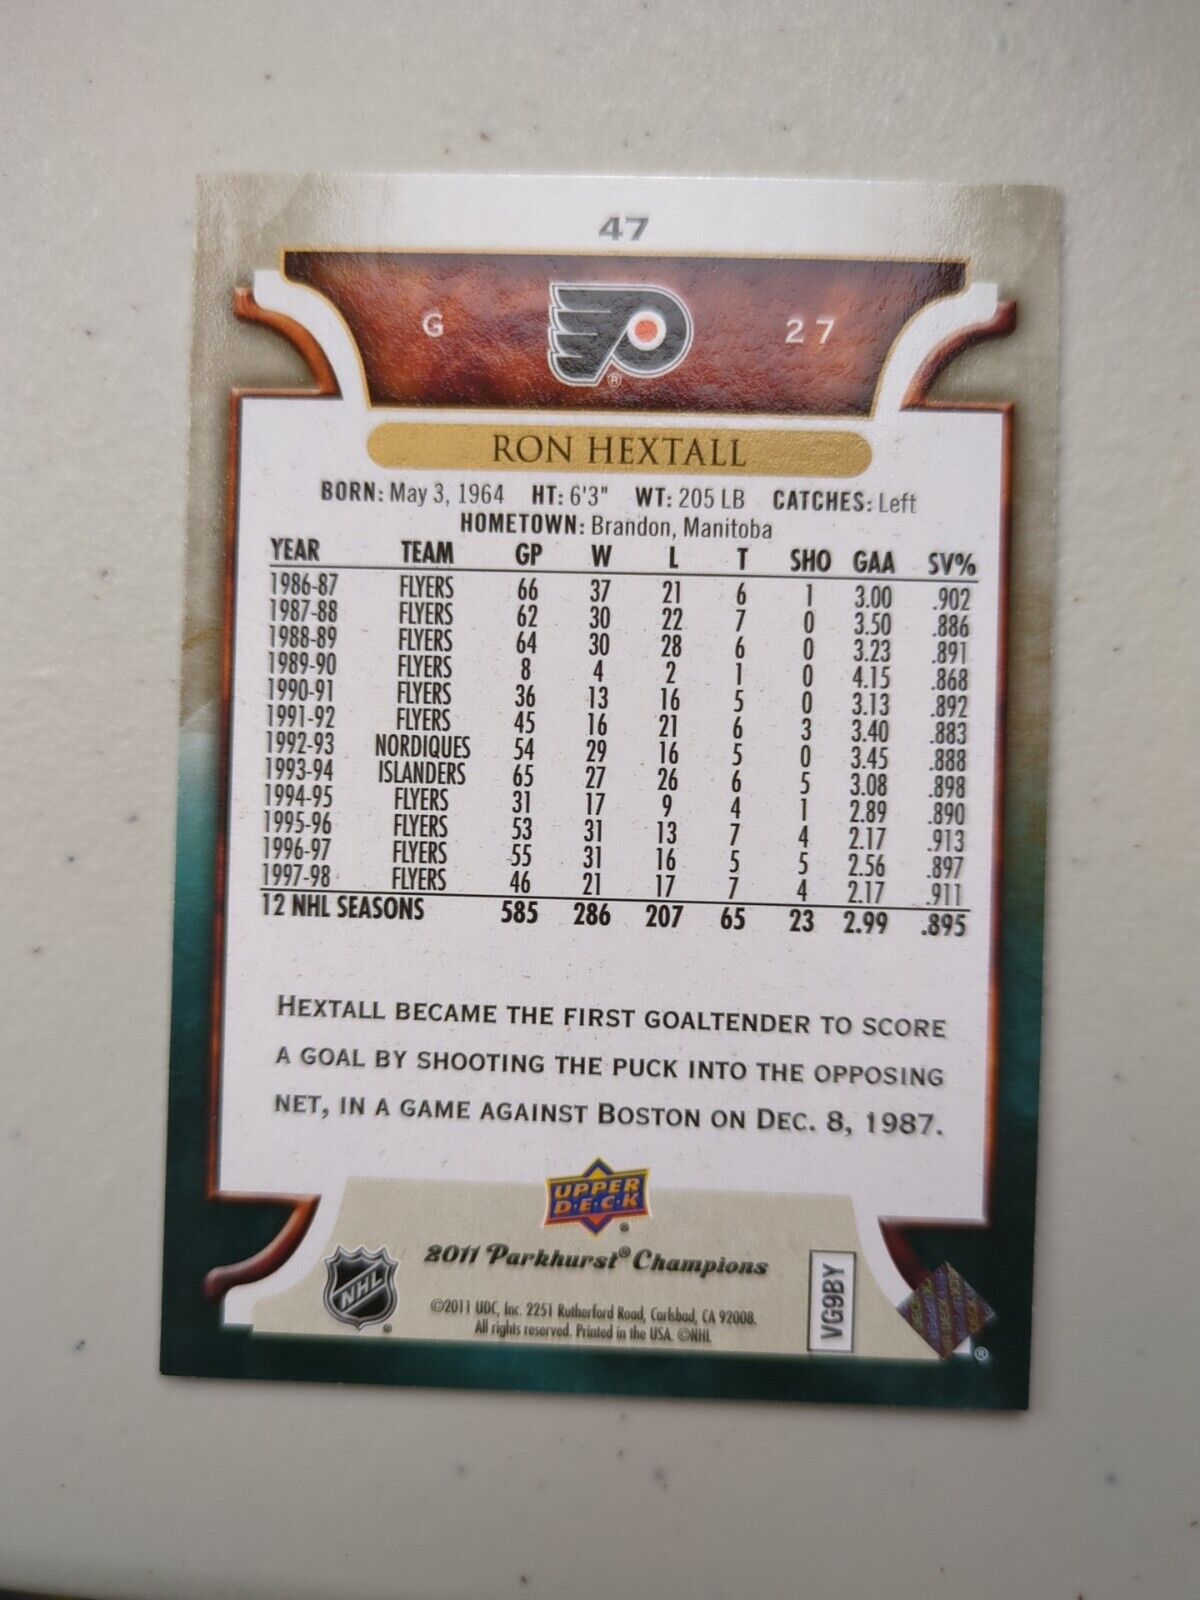 47
G 27
RON HEXTALL
BORN: May 3, 1964 HT: 6'3" WT: 205 LB CATCHES: Left
HOMETOWN: Brandon, Manitoba
YEAR TEAM GP W L T SHO GAA SV%
1986-87 FLYERS 66 37 21 6 1 3.00 .902
1987-88 FLYERS 62 30 22 7 0 3.50 .886
1988-89 FLYERS 64 30 28 6 0 3.23 .891
1989-90 FLYERS 8 4 2 1 0 4.15 .868
1990-91 FLYERS 36 13 16 5 0 3.13 .892
1991-92 FLYERS 45 16 21 6 3 3.40 .883
1992-93 NORDIQUES 54 29 16 5 0 3.45 .888
1993-94 ISLANDERS 65 27 26 6 5 3.08 .898
1994-95 FLYERS 31 17 9 4 1 2.89 .890
1995-96 FLYERS 53 31 13 7 4 2.17 .913
1996-97 FLYERS 55 31 16 5 5 2.56 .897
1997-98 FLYERS 46 21 17 7 4 2.17 .911
12 NHL SEASONS 585 286 207 65 23 2.99 .895
HEXTALL BECAME THE FIRST GOALTENDER TO SCORE
A GOAL BY SHOOTING THE PUCK INTO THE OPPOSING
NET, IN A GAME AGAINST BOSTON ON DEC. 8, 1987.
UPPER
D·E·C·K
®
2011 Parkhurst® Champions
NHL
©2011 UDC, Inc. 2251 Rutherford Road, Carlsbad, CA 92008.
All rights reserved. Printed in the USA. ©NHL
VG9BY
®